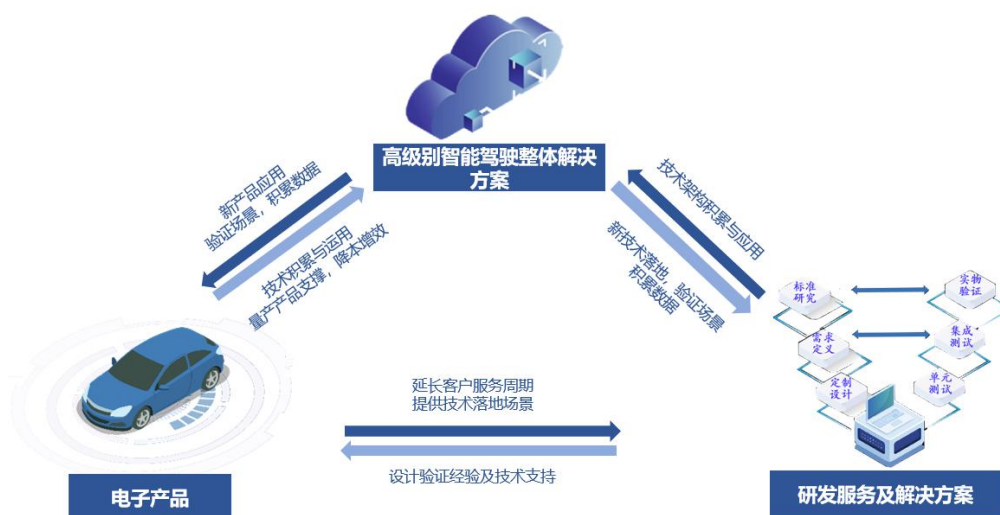 高级别智能驾驶整体解决
方案
新产品应用
验证场景，积累数据
技术积累与运用
量产产品支撑，降本增效
技术架构积累与应用
新技术落地，验证场景
积累数据
标准
研究
实物
验证
需求
定义
集成
测试
定制
设计
单元
测试
延长客户服务周期
提供技术落地场景
设计验证经验及技术支持
电子产品
研发服务及解决方案